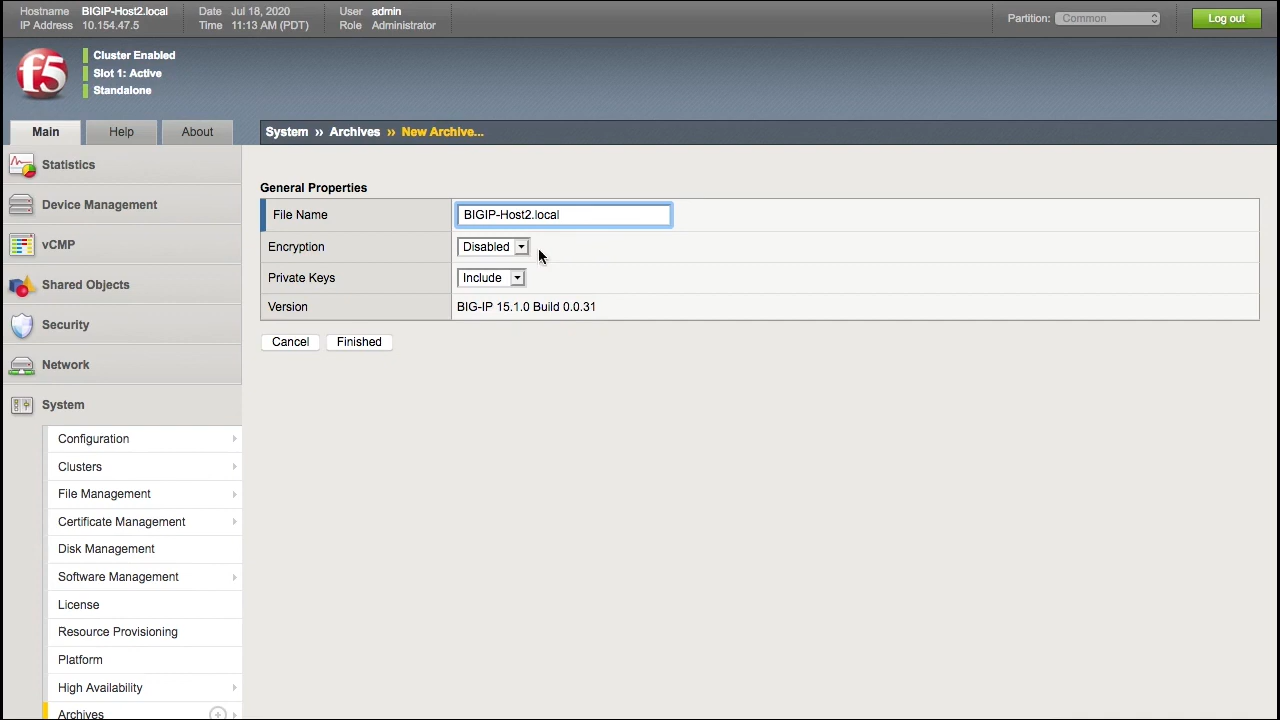 Hostname BIGIP-Host2.local Date Jul 18, 2020 User admin
IP Address 10.154.47.5 Time 11:13 AM (PDT) Role Administrator
Partition: Common Log out
f5
Cluster Enabled
Slot 1: Active
Standalone
Main Help About
System ›› Archives ›› New Archive...
Statistics
Device Management
vCMP
Shared Objects
Security
Network
System
Configuration
Clusters
File Management
Certificate Management
Disk Management
Software Management
License
Resource Provisioning
Platform
High Availability
Archives
General Properties
File Name BIGIP-Host2.local
Encryption Disabled
Private Keys Include
Version BIG-IP 15.1.0 Build 0.0.31
Cancel Finished